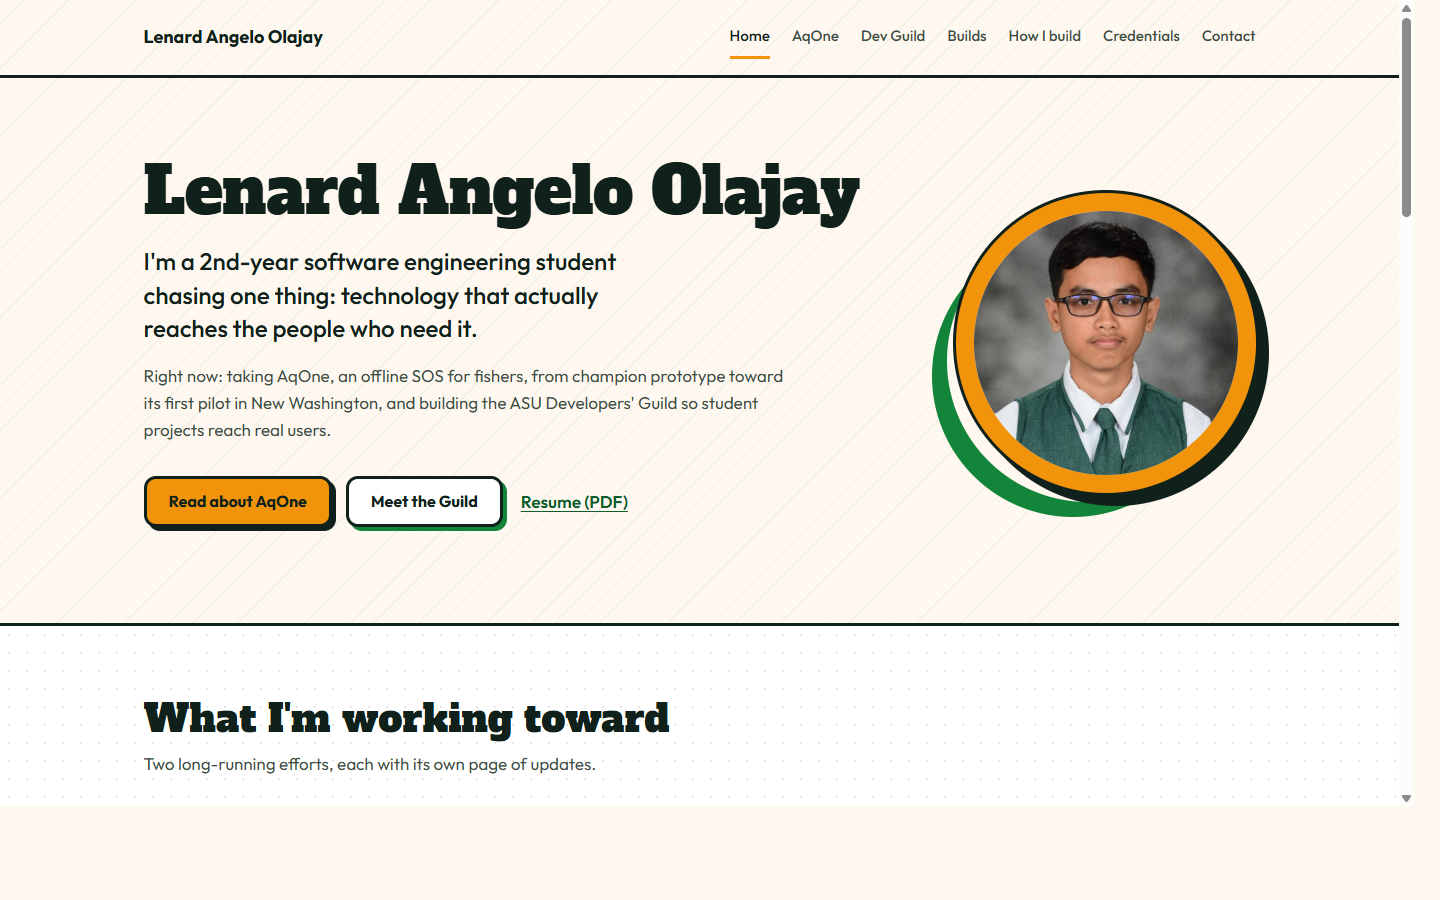 Lenard Angelo Olajay
Home AqOne Dev Guild Builds How I build Credentials Contact
Lenard Angelo Olajay
I'm a 2nd-year software engineering student
chasing one thing: technology that actually
reaches the people who need it.
Right now: taking AqOne, an offline SOS for fishers, from champion prototype toward
its first pilot in New Washington, and building the ASU Developers' Guild so student
projects reach real users.
Read about AqOne Meet the Guild Resume (PDF)
What I'm working toward
Two long-running efforts, each with its own page of updates.